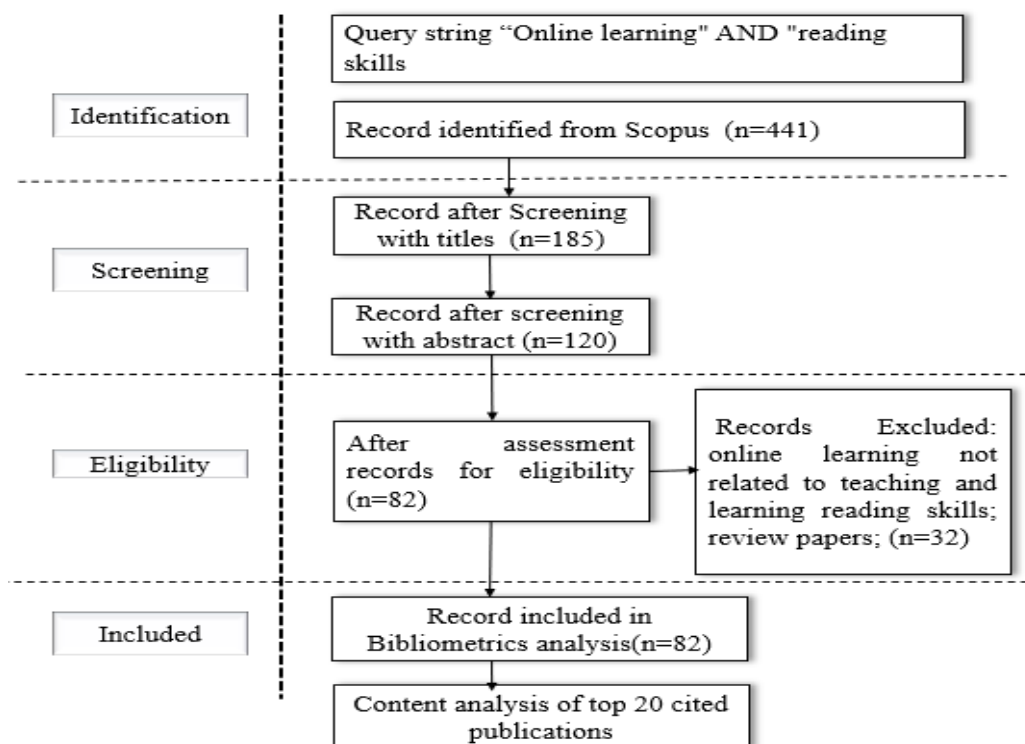 Query string “Online learning" AND "reading
skills
Identification
Record identified from Scopus (n=441)
Record after Screening
with titles (n=185)
Screening
Record after screening
with abstract (n=120)
After assessment
records for eligibility
(n=82)
Eligibility
Records Excluded:
online learning not
related to teaching and
learning reading skills;
review papers; (n=32)
Included
Record included in
Bibliometrics analysis(n=82)
Content analysis of top 20 cited
publications